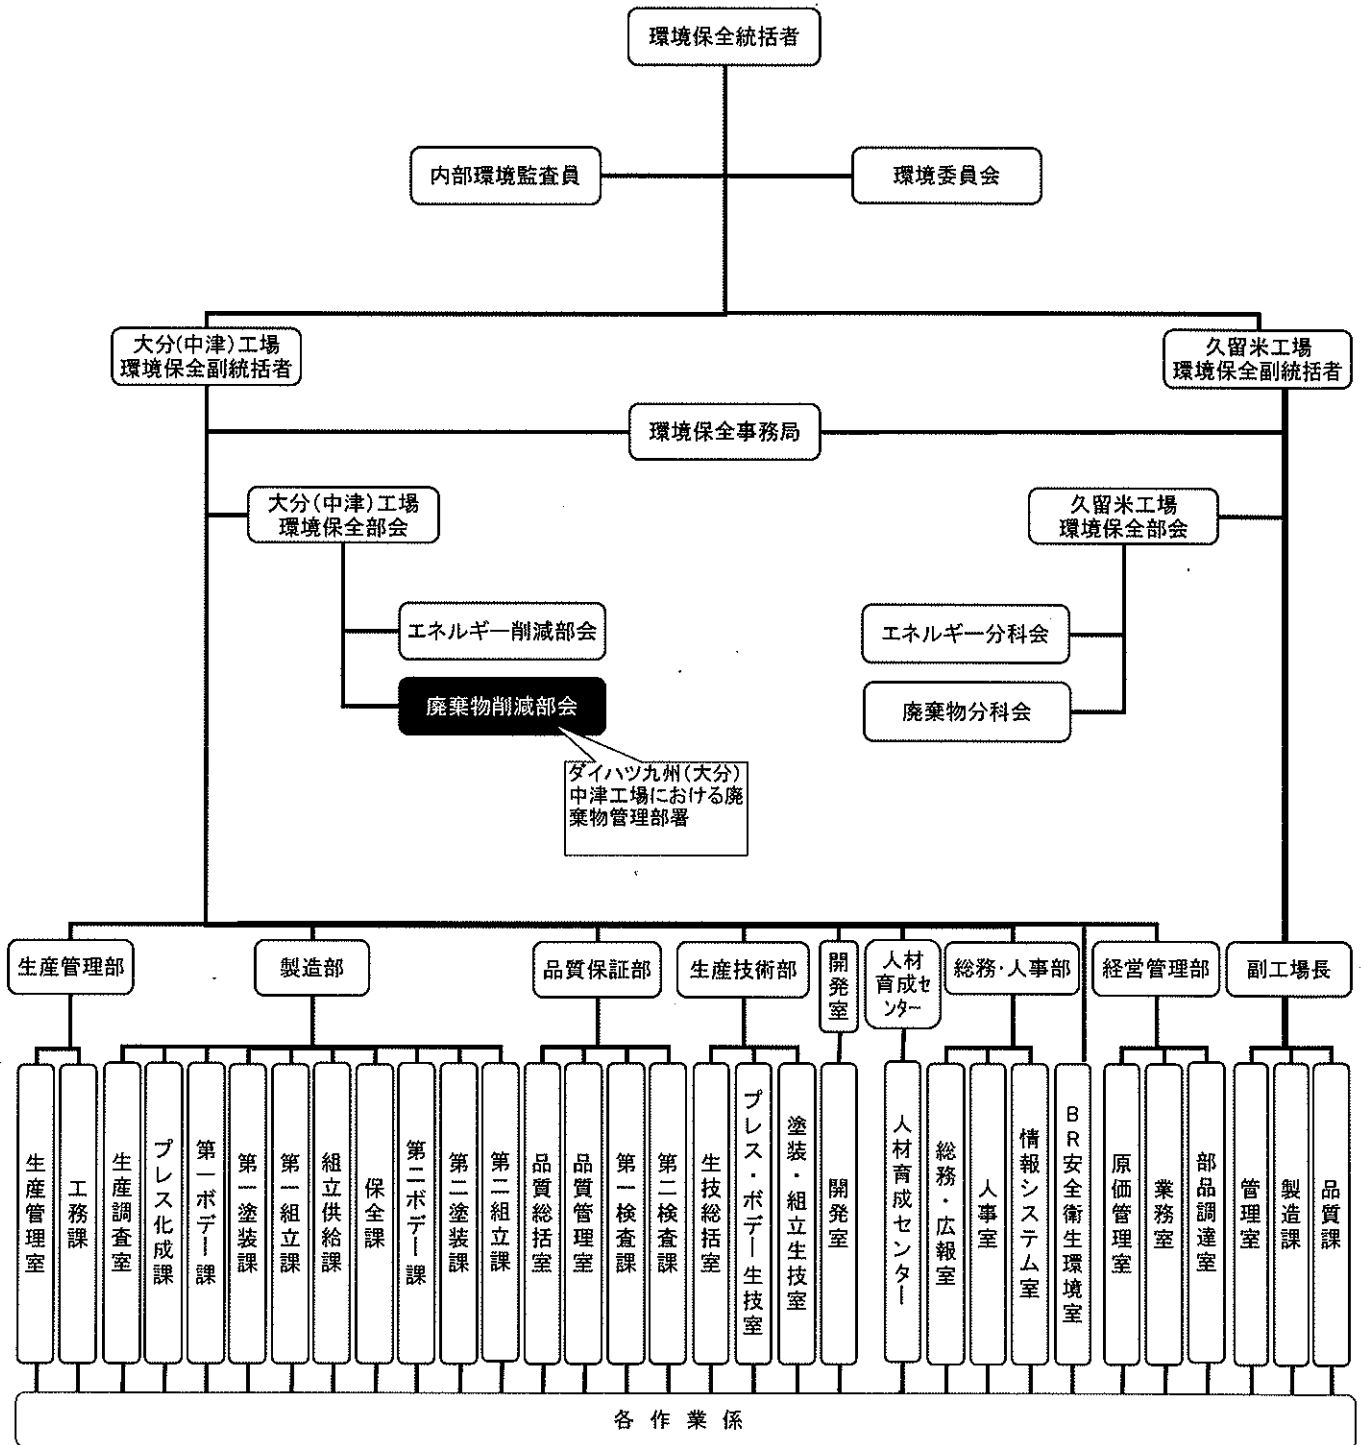 環境保全統括者
内部環境監査員
環境委員会
大分(中津)工場
環境保全副統括者
久留米工場
環境保全副統括者
環境保全事務局
大分(中津)工場
環境保全部会
久留米工場
環境保全部会
エネルギー削減部会
エネルギー分科会
廃棄物削減部会
廃棄物分科会
ダイハツ九州(大分)
中津工場における廃
棄物管理部署
生産管理部
製造部
品質保証部
生産技術部
開発室
人材
育成セ
ンター
総務・人事部
経営管理部
副工場長
生産管理室
工務課
生産調査室
プレス化成課
第一ボデー課
第一塗装課
第一組立課
組立供給課
保全課
第二ボデー課
第二塗装課
第二組立課
品質総括室
品質管理室
第一検査課
第二検査課
生技総括室
プレス・ボデー生技室
塗装・組立生技室
開発室
人材育成センター
総務・広報室
人事室
情報システム室
BR安全衛生環境室
原価管理室
業務室
部品調達室
管理室
製造課
品質課
各作業係